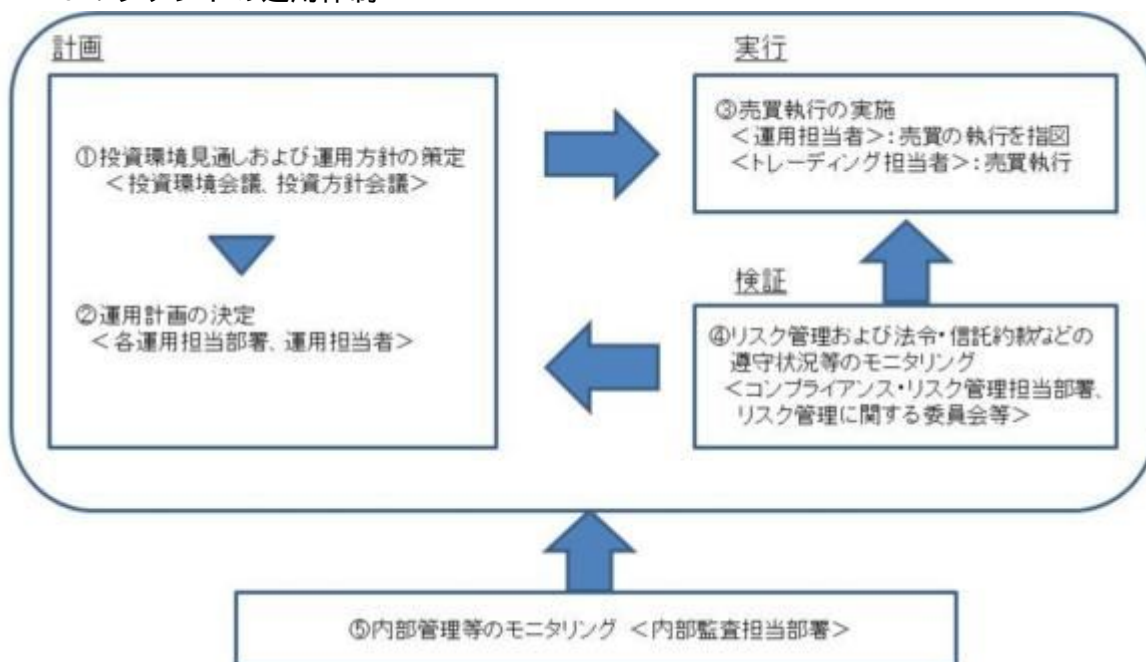 計画
①投資環境見通しおよび運用方針の策定
<投資環境会議、投資方針会議>
②運用計画の決定
<各運用担当部署、運用担当者>
実行
③売買執行の実施
<運用担当者>:売買の執行を指図
<トレーディング担当者>:売買執行
検証
④リスク管理および法令・信託約款などの
遵守状況等のモニタリング
<コンプライアンス・リスク管理担当部署、
リスク管理に関する委員会等>
⑤内部管理等のモニタリング <内部監査担当部署>